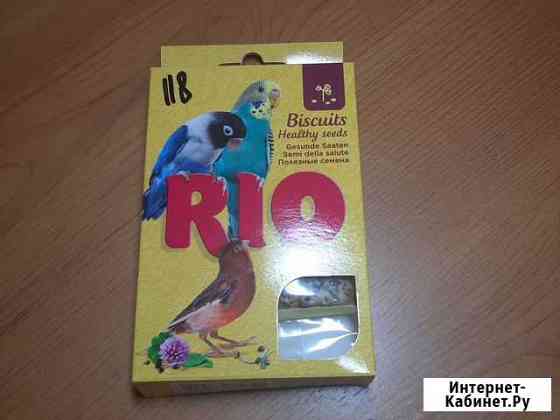 118
Biscuits
Healthy seeds
Gesunde Saaten
Semi della salute
Полезные семена
RIO
Интернет-
Кабинет.Ру